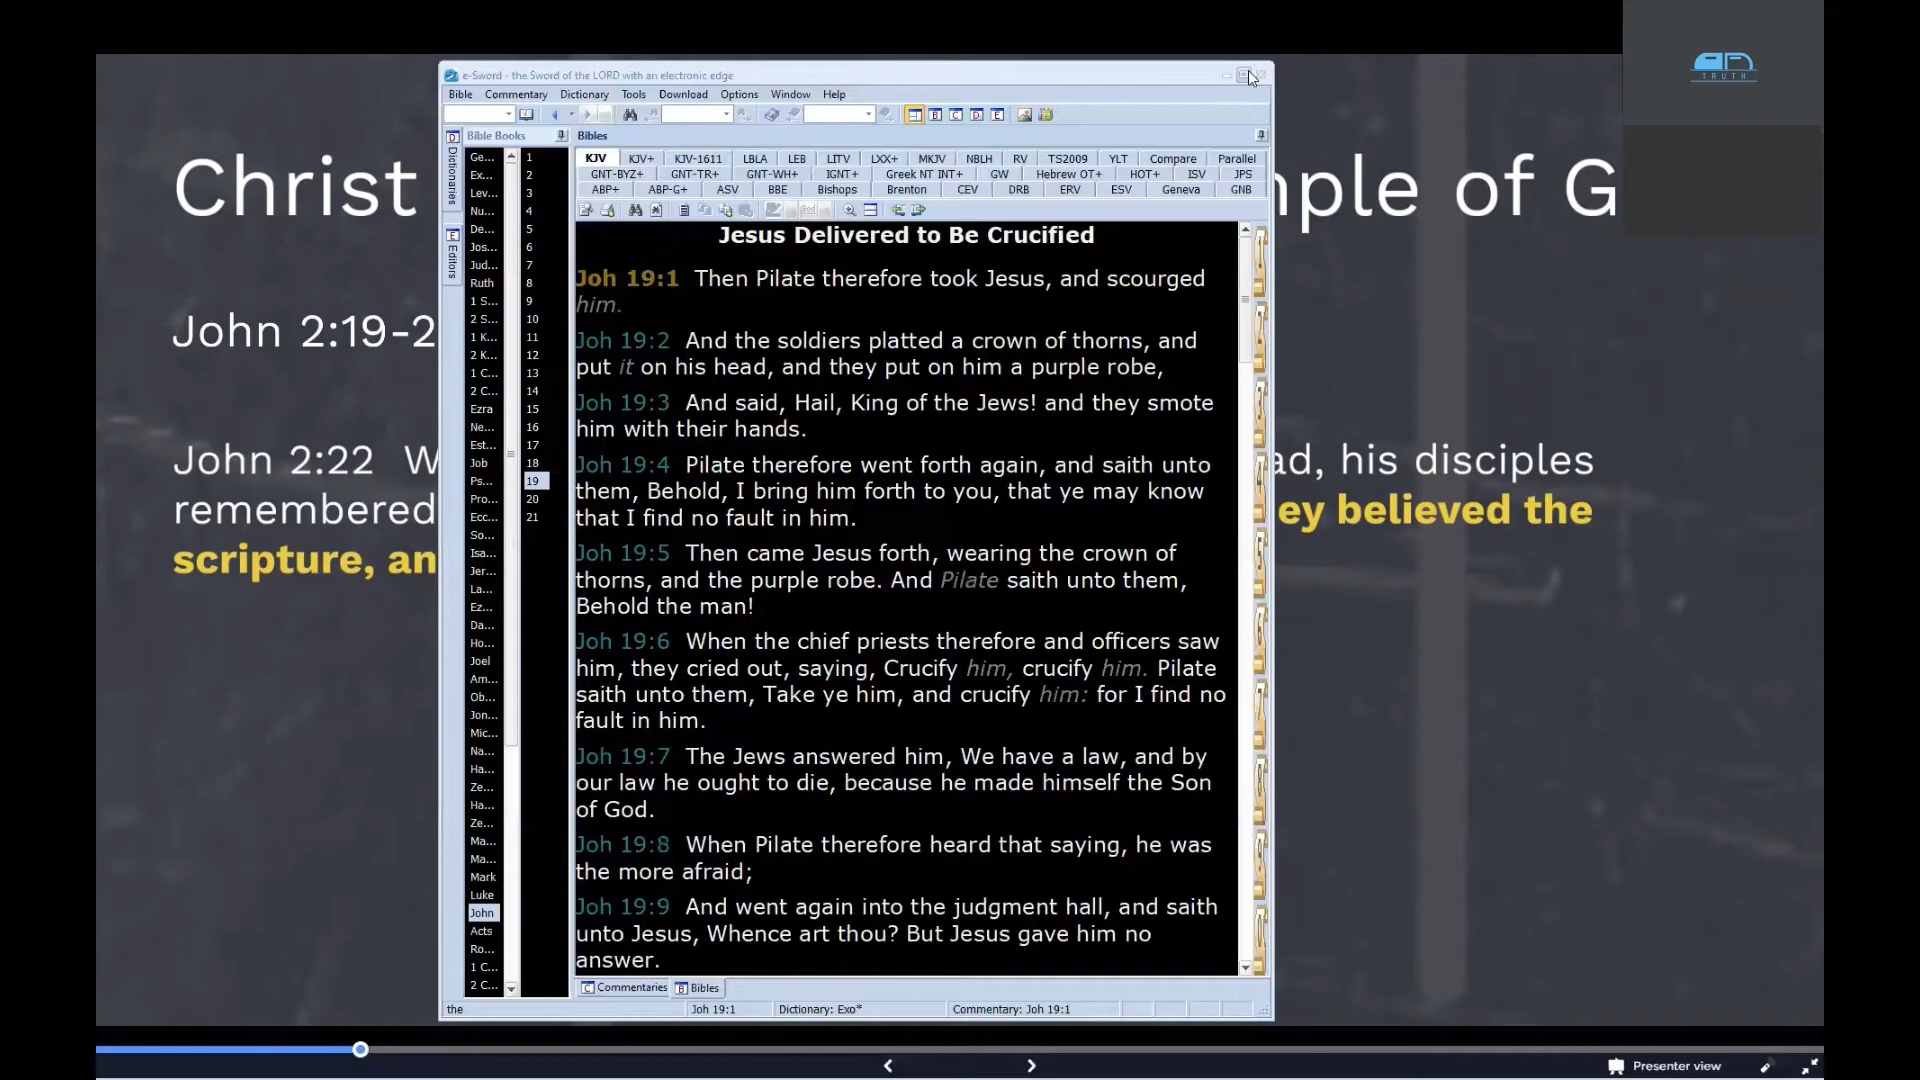 TRUTH
e-Sword - the Sword of the LORD with an electronic edge
Bible Commentary Dictionary Tools Download Options Window Help
Bible Books
Bibles
Dictionaries
Editors
KJV KJV+ KJV-1611 LBLA LEB LITV LXX+ MKJV NBLH RV TS2009 YLT Compare Parallel
GNT-BYZ+ GNT-TR+ GNT-WH+ IGNT+ Greek NT INT+ GW Hebrew OT+ HOT+ ISV JPS
ABP+ ABP-G+ ASV BBE Bishops Brenton CEV DRB ERV ESV Geneva GNB
Ge...
Ex...
Lev...
Nu...
De...
Jos...
Jud...
Ruth
1 S...
2 S...
1 K...
2 K...
1 C...
2 C...
Ezra
Ne...
Est...
Job
Ps...
Pro...
Ecc...
So...
Isa...
Jer...
La...
Ez...
Da...
Ho...
Joel
Am...
Ob...
Jon...
Mic...
Na...
Ha...
Ze...
Ha...
Ze...
Ma...
Ma...
Mark
Luke
John
Acts
Ro...
1 C...
2 C...
1
2
3
4
5
6
7
8
9
10
11
12
13
14
15
16
17
18
19
20
21
Jesus Delivered to Be Crucified
Joh 19:1 Then Pilate therefore took Jesus, and scourged
him.
Joh 19:2 And the soldiers platted a crown of thorns, and
put it on his head, and they put on him a purple robe,
Joh 19:3 And said, Hail, King of the Jews! and they smote
him with their hands.
Joh 19:4 Pilate therefore went forth again, and saith unto
them, Behold, I bring him forth to you, that ye may know
that I find no fault in him.
Joh 19:5 Then came Jesus forth, wearing the crown of
thorns, and the purple robe. And Pilate saith unto them,
Behold the man!
Joh 19:6 When the chief priests therefore and officers saw
him, they cried out, saying, Crucify him, crucify him. Pilate
saith unto them, Take ye him, and crucify him: for I find no
fault in him.
Joh 19:7 The Jews answered him, We have a law, and by
our law he ought to die, because he made himself the Son
of God.
Joh 19:8 When Pilate therefore heard that saying, he was
the more afraid;
Joh 19:9 And went again into the judgment hall, and saith
unto Jesus, Whence art thou? But Jesus gave him no
answer.
Commentaries Bibles
the Joh 19:1 Dictionary: Exo* Commentary: Joh 19:1
Christ mple of G
John 2:19-2
John 2:22 W ad, his disciples
remembered ey believed the
scripture, an
Presenter view